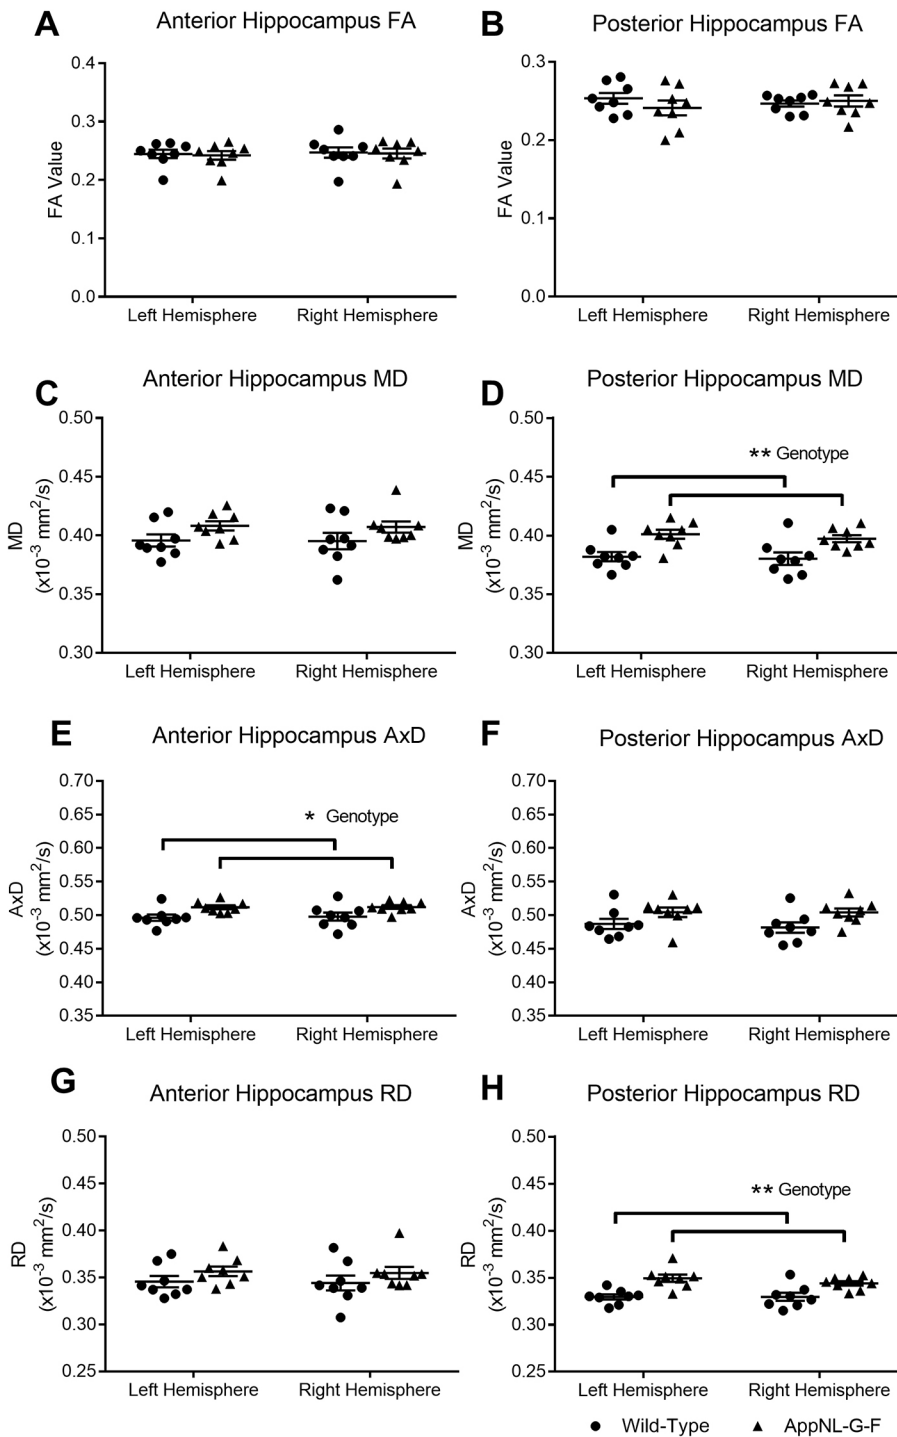 A Anterior Hippocampus FA
0.4
0.3
0.2
0.1
0.0
FA Value
Left Hemisphere Right Hemisphere
B Posterior Hippocampus FA
0.3
0.2
0.1
0.0
FA Value
Left Hemisphere Right Hemisphere
C Anterior Hippocampus MD
0.50
0.45
0.40
0.35
0.30
MD
(x10⁻³ mm²/s)
Left Hemisphere Right Hemisphere
D Posterior Hippocampus MD
** Genotype
0.50
0.45
0.40
0.35
0.30
MD
(x10⁻³ mm²/s)
Left Hemisphere Right Hemisphere
E Anterior Hippocampus AxD
* Genotype
0.70
0.65
0.60
0.55
0.50
0.45
0.40
0.35
AxD
(x10⁻³ mm²/s)
Left Hemisphere Right Hemisphere
F Posterior Hippocampus AxD
0.70
0.65
0.60
0.55
0.50
0.45
0.40
0.35
AxD
(x10⁻³ mm²/s)
Left Hemisphere Right Hemisphere
G Anterior Hippocampus RD
0.50
0.45
0.40
0.35
0.30
0.25
RD
(x10⁻³ mm²/s)
Left Hemisphere Right Hemisphere
H Posterior Hippocampus RD
** Genotype
0.50
0.45
0.40
0.35
0.30
0.25
RD
(x10⁻³ mm²/s)
Left Hemisphere Right Hemisphere
Wild-Type AppNL-G-F